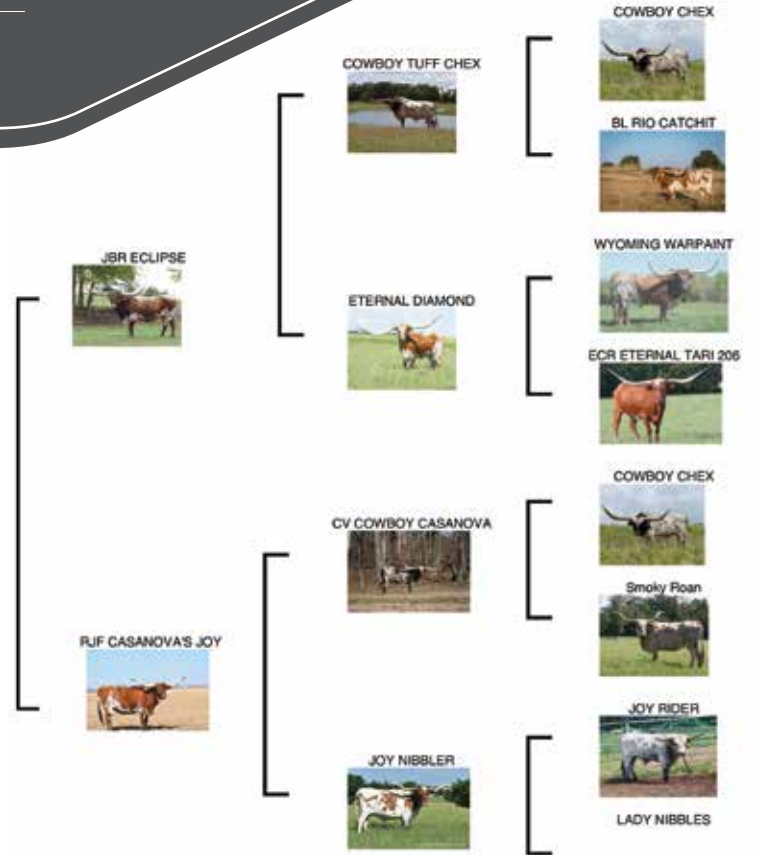 COWBOY CHEX
COWBOY TUFF CHEX
BL RIO CATCHIT
JBR ECLIPSE
WYOMING WARPAINT
ETERNAL DIAMOND
ECR ETERNAL TARI 206
COWBOY CHEX
CV COWBOY CASANOVA
Smoky Roan
RJF CASANOVA'S JOY
JOY RIDER
JOY NIBBLER
LADY NIBBLES